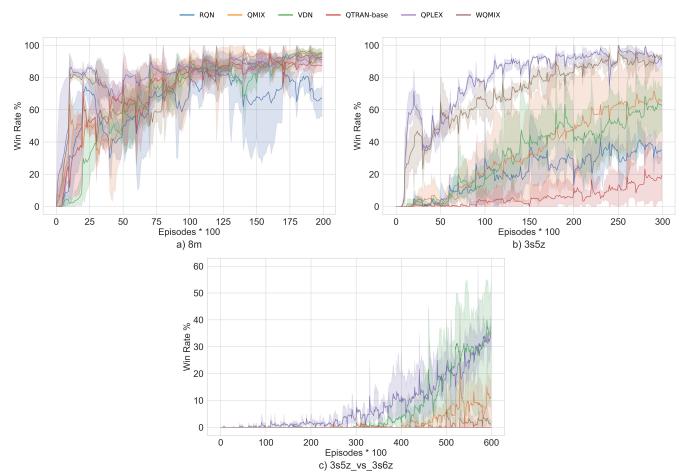 RQN QMIX VDN QTRAN-base QPLEX WQMIX
100
80
60
40
20
0
Win Rate %
0 25 50 75 100 125 150 175 200
Episodes * 100
a) 8m
100
80
60
40
20
0
Win Rate %
0 50 100 150 200 250 300
Episodes * 100
b) 3s5z
60
50
40
30
20
10
0
Win Rate %
0 100 200 300 400 500 600
Episodes * 100
c) 3s5z_vs_3s6z